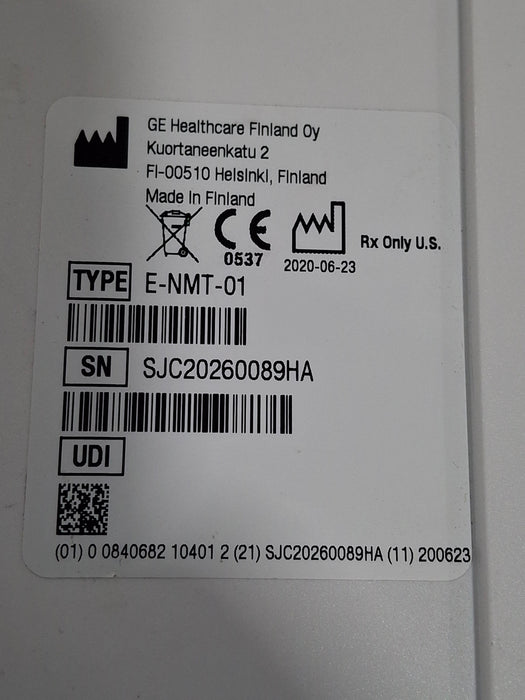 GE Healthcare Finland Oy
Kuortaneenkatu 2
FI-00510 Helsinki, Finland
Made in Finland
CE
0537
2020-06-23
Rx Only U.S.
TYPE E-NMT-01
SN SJC20260089HA
UDI
(01) 0 0840682 10401 2 (21) SJC20260089HA (11) 200623